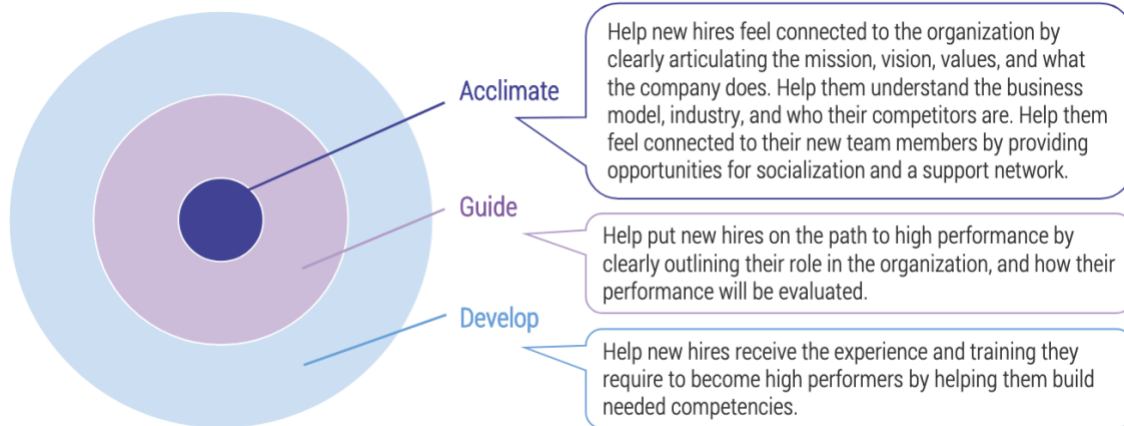 Acclimate
Help new hires feel connected to the organization by
clearly articulating the mission, vision, values, and what
the company does. Help them understand the business
model, industry, and who their competitors are. Help them
feel connected to their new team members by providing
opportunities for socialization and a support network.
Guide
Help put new hires on the path to high performance by
clearly outlining their role in the organization, and how their
performance will be evaluated.
Develop
Help new hires receive the experience and training they
require to become high performers by helping them build
needed competencies.